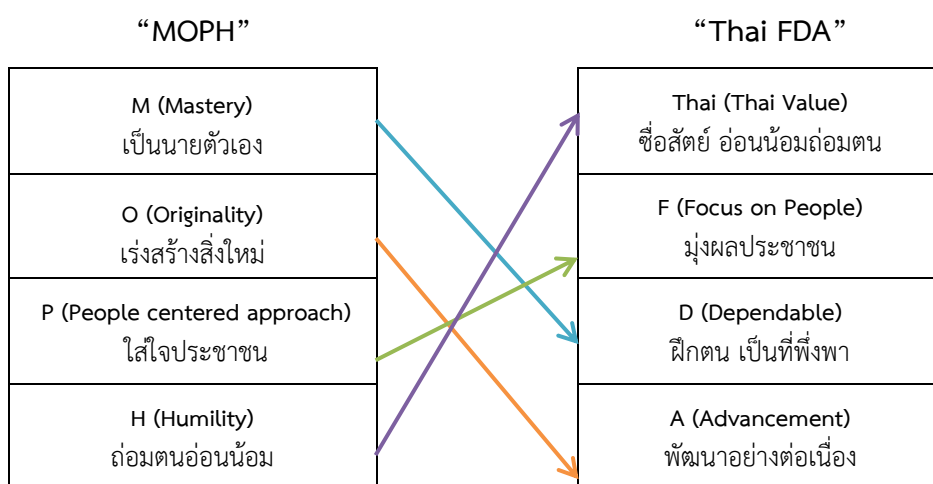 “MOPH”
M (Mastery)
เป็นนายตัวเอง
O (Originality)
เร่งสร้างสิ่งใหม่
P (People centered approach)
ใส่ใจประชาชน
H (Humility)
ถ่อมตนอ่อนน้อม
“Thai FDA”
Thai (Thai Value)
ซื่อสัตย์ อ่อนน้อมถ่อมตน
F (Focus on People)
มุ่งผลประชาชน
D (Dependable)
ฝึกตน เป็นที่พึ่งพา
A (Advancement)
พัฒนาอย่างต่อเนื่อง